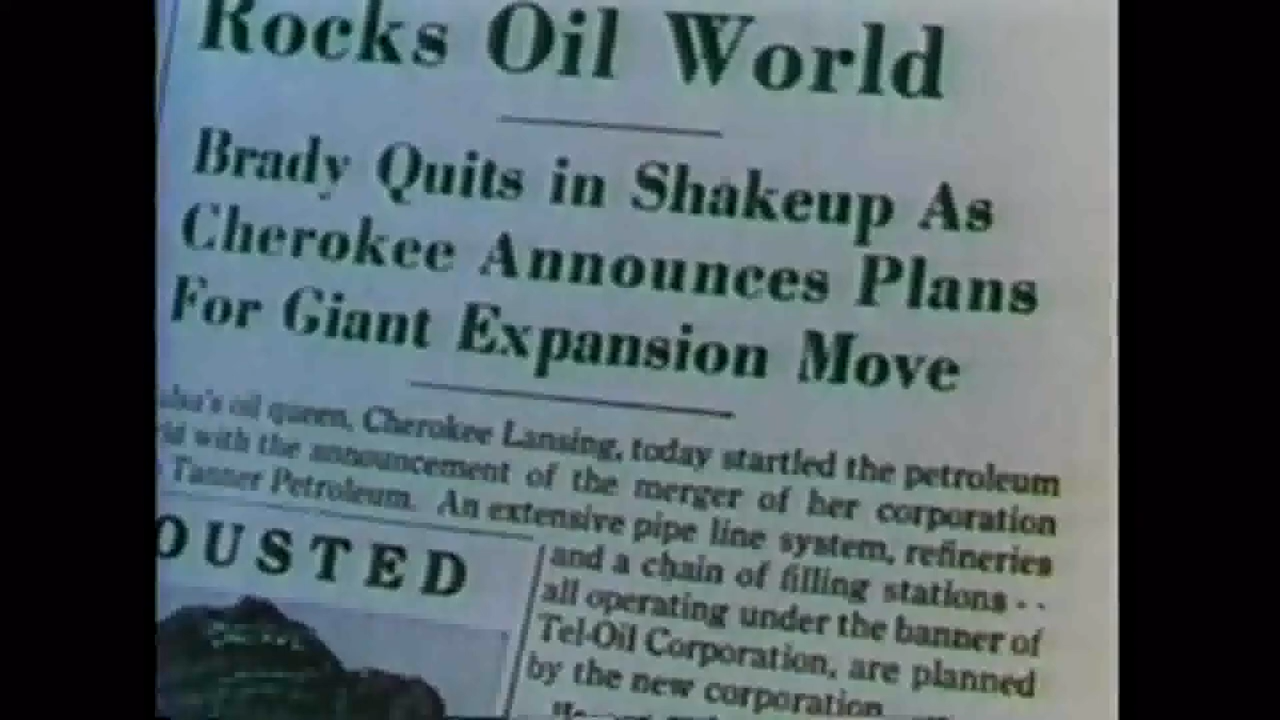 Rocks Oil World
Brady Quits in Shakeup As
Cherokee Announces Plans
For Giant Expansion Move
oil queen, Cherokee Lansing, today startled the petroleum
with the announcement of the merger of her corporation
Tanner Petroleum. An extensive pipe line system, refineries
and a chain of filling stations - -
all operating under the banner of
Tel-Oil Corporation, are planned
by the new corporation.
OUSTED